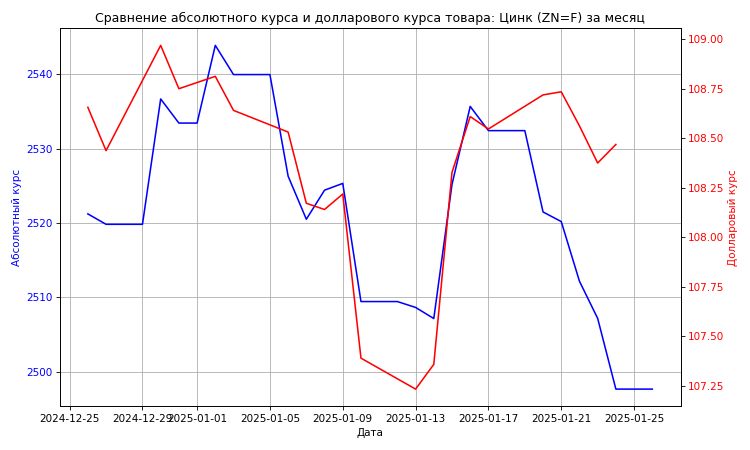 Сравнение абсолютного курса и долларового курса товара: Цинк (ZN=F) за месяц
Абсолютный курс
2540
2530
2520
2510
2500
109.00
108.75
108.50
108.25
108.00
107.75
107.50
107.25
Долларовый курс
2024-12-25 2024-12-29 2025-01-01 2025-01-05 2025-01-09 2025-01-13 2025-01-17 2025-01-21 2025-01-25
Дата